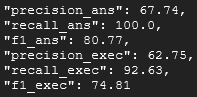 "precision_ans": 67.74,
"recall_ans": 100.0,
"f1_ans": 80.77,
"precision_exec": 62.75,
"recall_exec": 92.63,
"f1_exec": 74.81